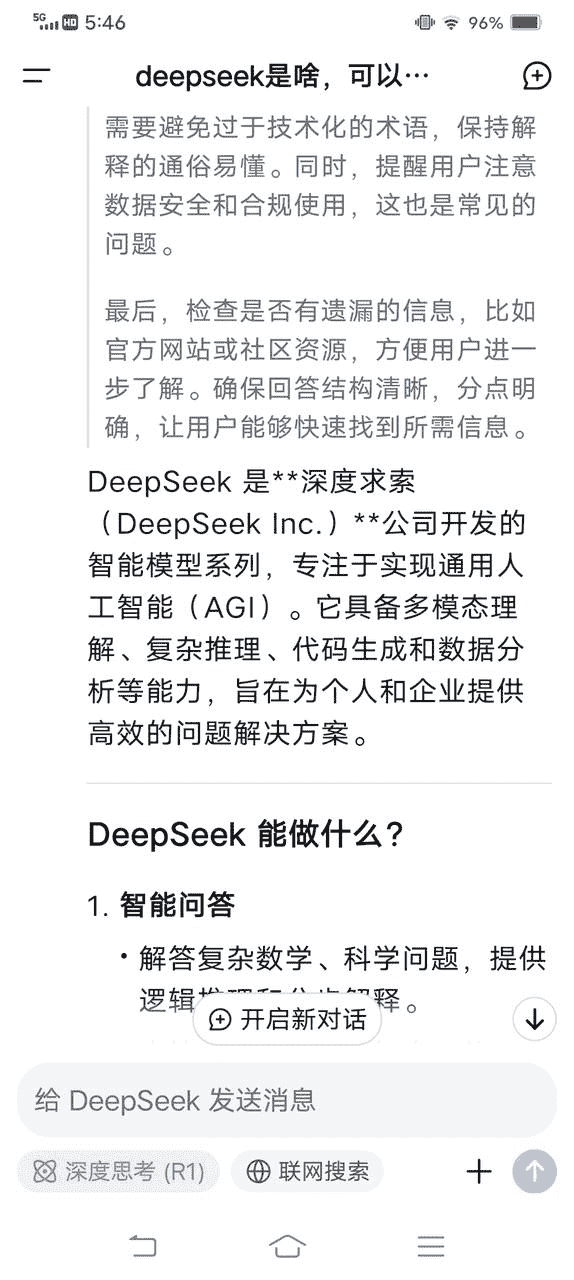 5G HD 5:46 96%
deepseek是啥，可以…
需要避免过于技术化的术语，保持解
释的通俗易懂。同时，提醒用户注意
数据安全和合规使用，这也是常见的
问题。
最后，检查是否有遗漏的信息，比如
官方网站或社区资源，方便用户进一
步了解。确保回答结构清晰，分点明
确，让用户能够快速找到所需信息。
DeepSeek 是**深度求索
（DeepSeek Inc.）**公司开发的
智能模型系列，专注于实现通用人
工智能（AGI）。它具备多模态理
解、复杂推理、代码生成和数据分
析等能力，旨在为个人和企业提供
高效的问题解决方案。
DeepSeek 能做什么？
1. 智能问答
• 解答复杂数学、科学问题，提供
逻辑推理和分步解释。
开启新对话
给 DeepSeek 发送消息
深度思考 (R1) 联网搜索